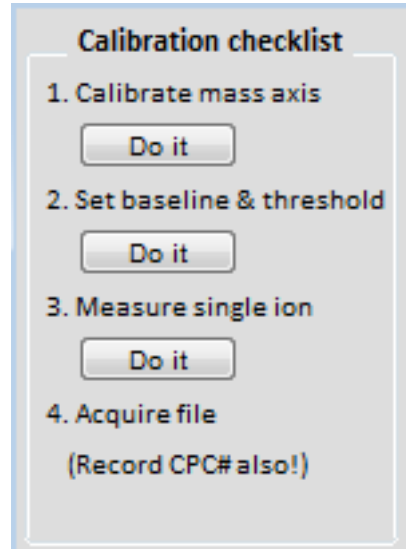 Calibration checklist
1. Calibrate mass axis
Do it
2. Set baseline & threshold
Do it
3. Measure single ion
Do it
4. Acquire file
(Record CPC# also!)